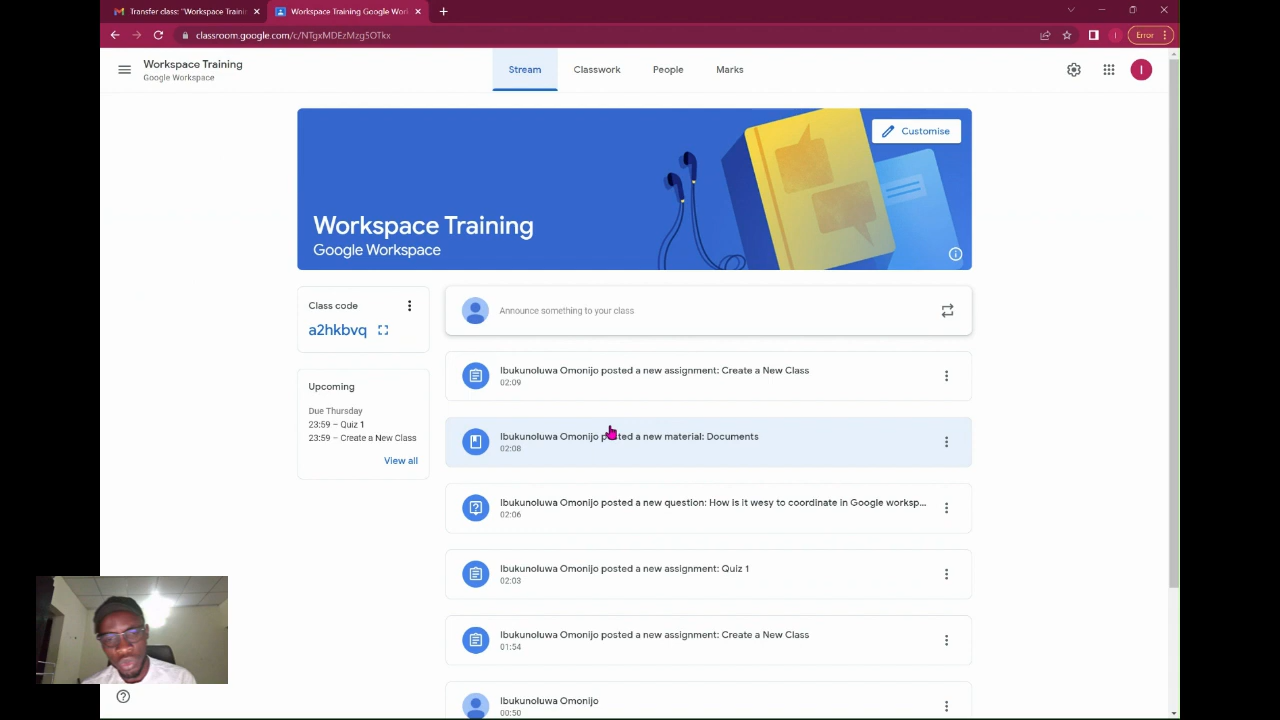 Transfer class: "Workspace Trainin
Workspace Training Google Wor
classroom.google.com/c/NTgxMDEzMzg5OTkx
Error
Workspace Training
Google Workspace
Stream
Classwork
People
Marks
I
Customise
Workspace Training
Google Workspace
Class code
a2hkbvq
Announce something to your class
Upcoming
Due Thursday
23:59 – Quiz 1
23:59 – Create a New Class
View all
Ibukunoluwa Omonijo posted a new assignment: Create a New Class
02:09
Ibukunoluwa Omonijo posted a new material: Documents
02:08
Ibukunoluwa Omonijo posted a new question: How is it wesy to coordinate in Google worksp...
02:06
Ibukunoluwa Omonijo posted a new assignment: Quiz 1
02:03
Ibukunoluwa Omonijo posted a new assignment: Create a New Class
01:54
Ibukunoluwa Omonijo
00:50